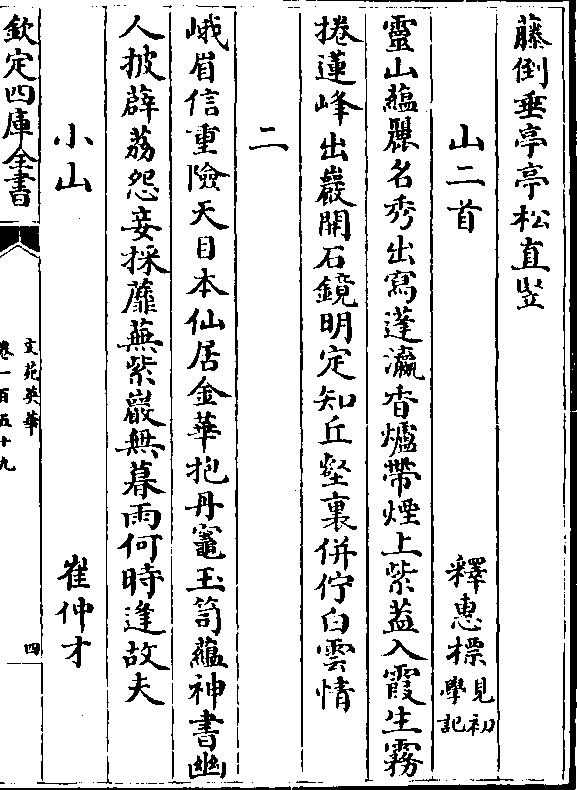 藤倒垂亭亭松直豎
山二首　釋惠標見初學記
靈山蘊麗名秀出寫蓬瀛香爐帶煙上紫葢入霞生霧
捲蓮峰出巖開石鏡明定知丘壑裏併佇白雲情
二
峨眉信重險天目本仙居金華抱丹竈玉笥蘊神書幽
人披薜荔怨妾採蘼蕪紫巖無暮雨何時逢故夫
小山　崔仲才
欽定四庫全書
文苑英華
卷一百五十九
四